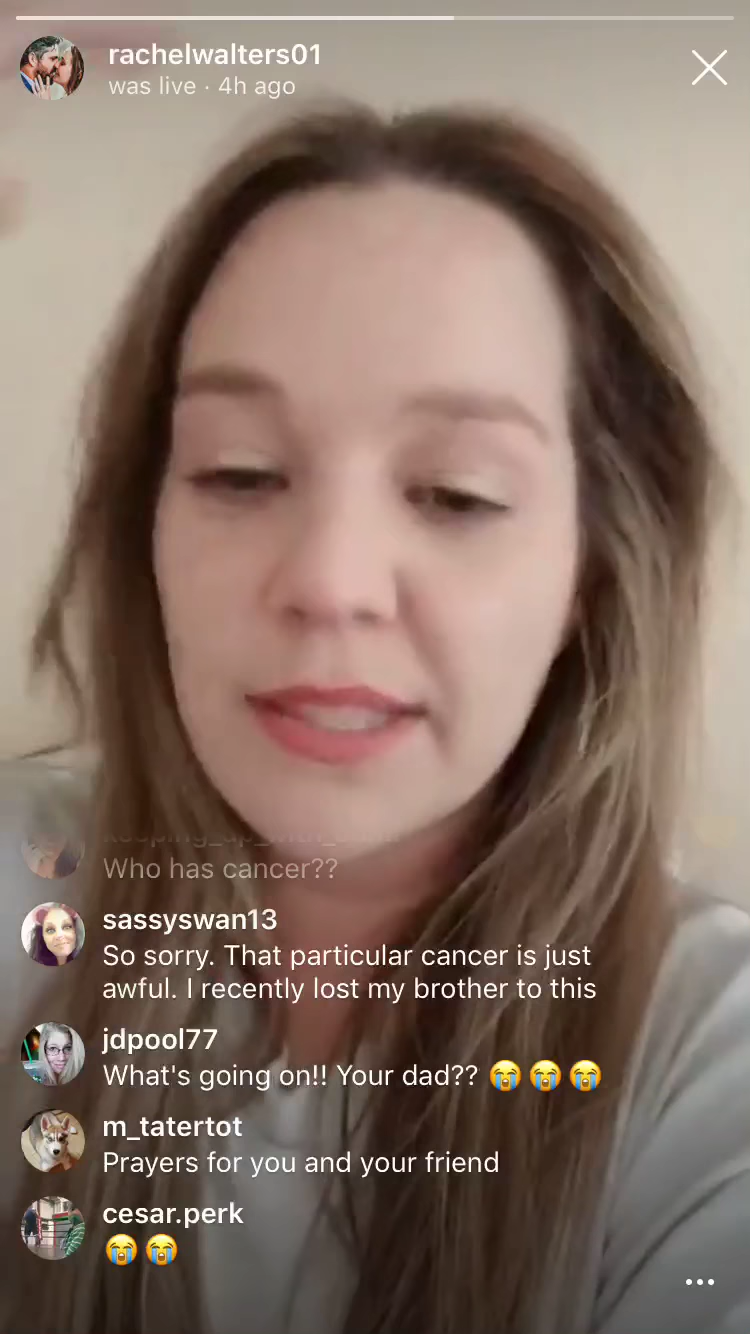 rachelwalters01
was live · 4h ago
Who has cancer??
sassyswan13
So sorry. That particular cancer is just
awful. I recently lost my brother to this
jdpool77
What's going on!! Your dad?? 😭😭😭
m_tatertot
Prayers for you and your friend
cesar.perk
😭😭